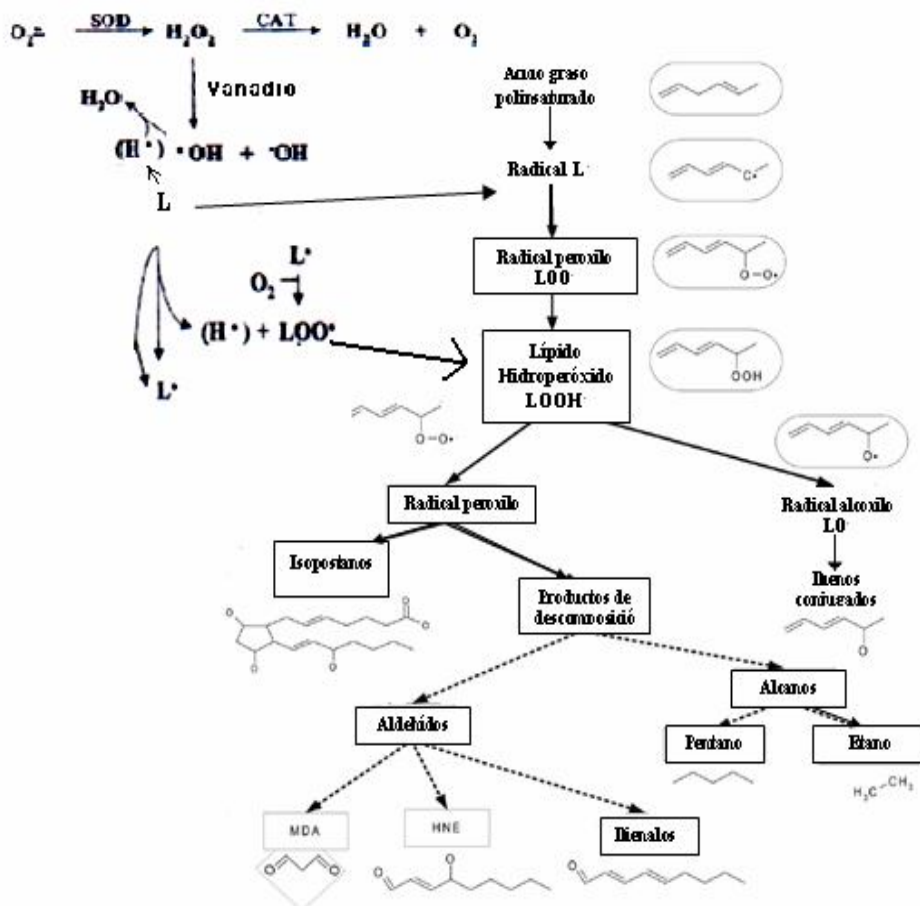 O₂⁻ SOD H₂O₂ CAT H₂O + O₂
Vanadio
H₂O
(H•) •OH + ⁻OH
L
L•
O₂
(H•) + LOO•
L•
Acido graso
poliinsaturado
Radical L
C•
Radical peroxilo
LOO
O-O•
Lípido
Hidroperóxido
LOOH
OOH
O-O•
O•
Radical peroxilo
Radical alcoxilo
LO
Isopostanos
Productos de
descomposició
Dienos
conjugados
O
O
O
O
O
O
Alcanos
Aldehídos
Pentano
Etano
H₃C-CH₃
MDA
HNE
Dienalos
O
O
O
O
O